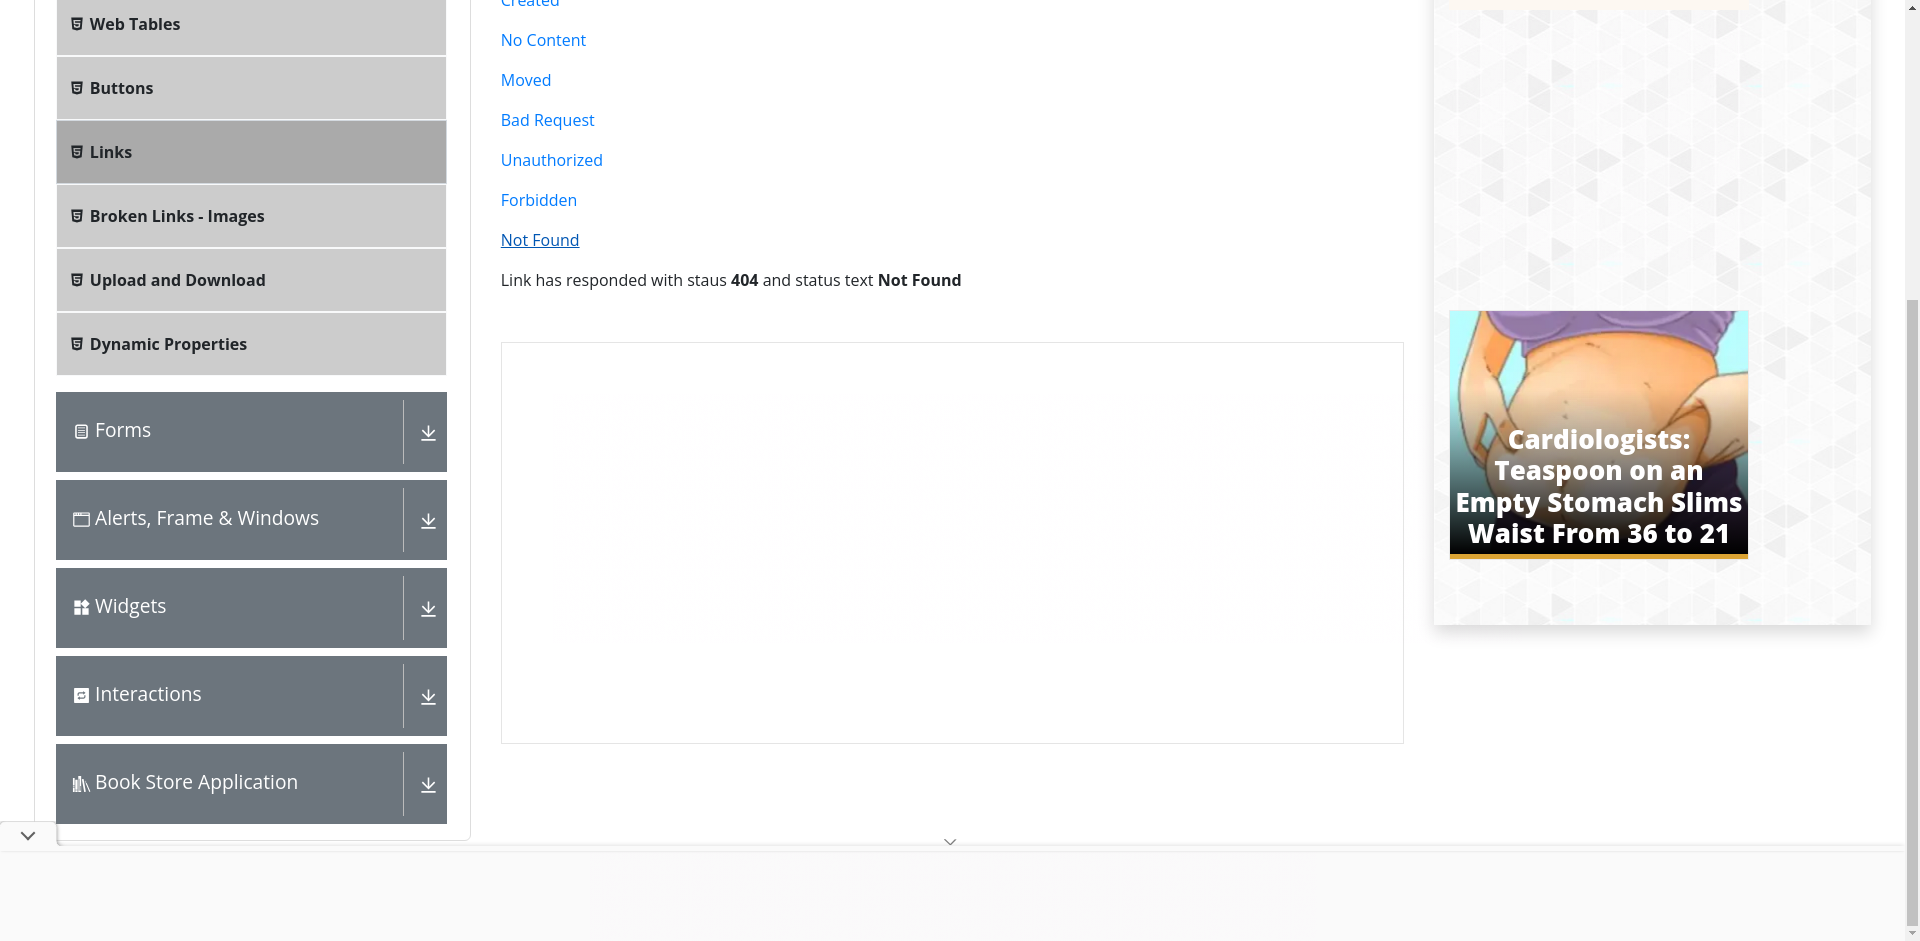 Web Tables
Buttons
Links
Broken Links - Images
Upload and Download
Dynamic Properties
Forms
Alerts, Frame & Windows
Widgets
Interactions
Book Store Application
Created
No Content
Moved
Bad Request
Unauthorized
Forbidden
Not Found
Link has responded with staus 404 and status text Not Found
Cardiologists:
Teaspoon on an
Empty Stomach Slims
Waist From 36 to 21